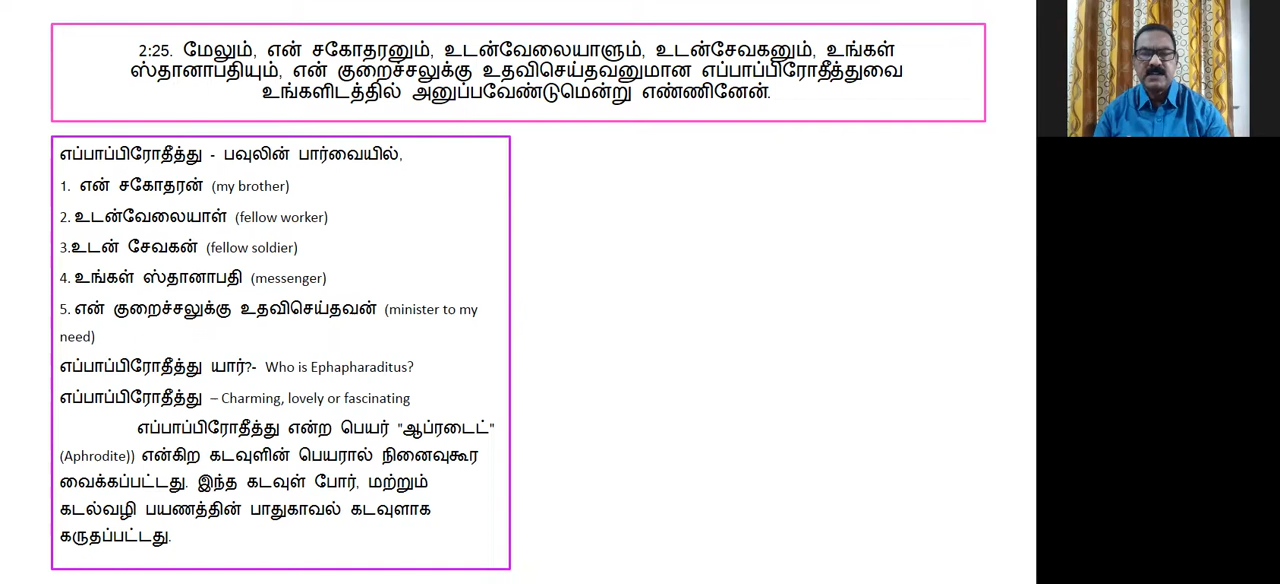 2:25. மேலும், என் சகோதரனும், உடன்வேலையாளும், உடன்சேவகனும், உங்கள்
ஸ்தானாபதியும், என் குறைச்சலுக்கு உதவிசெய்தவனுமான எப்பாப்பிரோதீத்துவை
உங்களிடத்தில் அனுப்பவேண்டுமென்று எண்ணினேன்.
எப்பாப்பிரோதீத்து - பவுலின் பார்வையில்,
1. என் சகோதரன் (my brother)
2. உடன்வேலையாள் (fellow worker)
3.உடன் சேவகன் (fellow soldier)
4. உங்கள் ஸ்தானாபதி (messenger)
5. என் குறைச்சலுக்கு உதவிசெய்தவன் (minister to my
need)
எப்பாப்பிரோதீத்து யார்?- Who is Ephapharaditus?
எப்பாப்பிரோதீத்து – Charming, lovely or fascinating
எப்பாப்பிரோதீத்து என்ற பெயர் "ஆப்ரடைட்"
(Aphrodite)) என்கிற கடவுளின் பெயரால் நினைவுகூர
வைக்கப்பட்டது. இந்த கடவுள் போர், மற்றும்
கடல்வழி பயணத்தின் பாதுகாவல் கடவுளாக
கருதப்பட்டது.